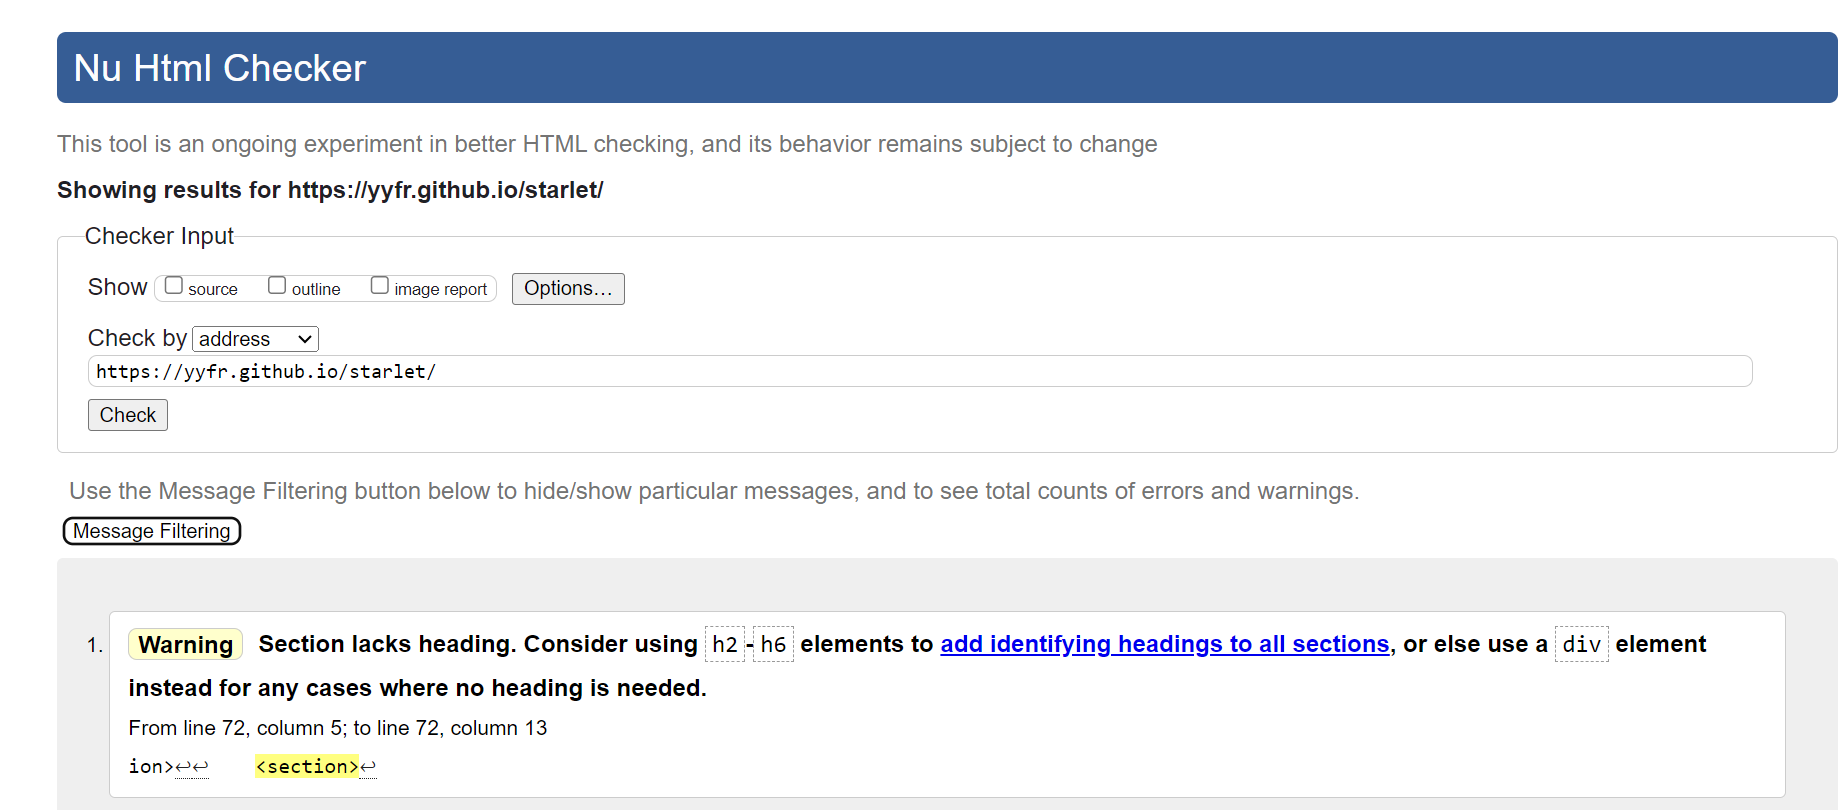 Nu Html Checker
This tool is an ongoing experiment in better HTML checking, and its behavior remains subject to change
Showing results for https://yyfr.github.io/starlet/
Checker Input
Show source outline image report Options...
Check by address
https://yyfr.github.io/starlet/
Check
Use the Message Filtering button below to hide/show particular messages, and to see total counts of errors and warnings.
Message Filtering
1. Warning Section lacks heading. Consider using h2-h6 elements to add identifying headings to all sections, or else use a div element
instead for any cases where no heading is needed.
From line 72, column 5; to line 72, column 13
ion>↩↩    <section>↩